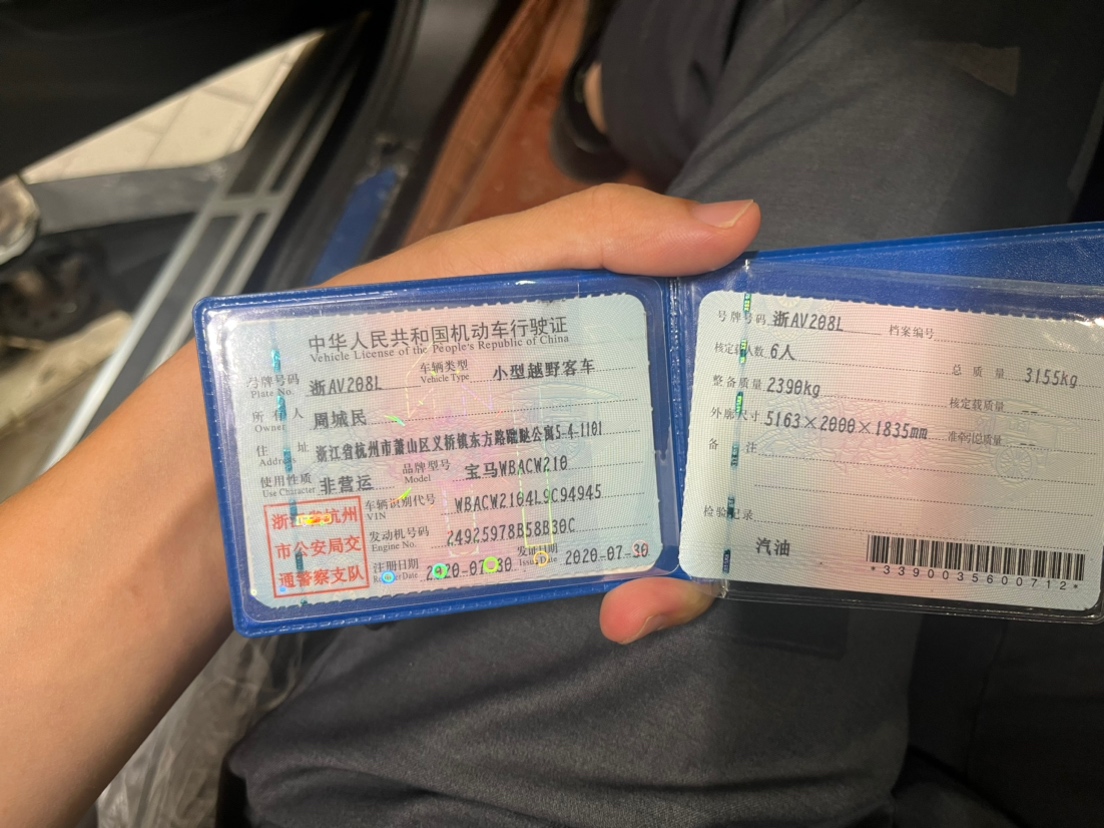 中华人民共和国机动车行驶证
Vehicle License of the People's Republic of China
号牌号码 浙AV208L 车辆类型 小型越野客车
Plate No. Vehicle Type
所有人 周城民
Owner
住址 浙江省杭州市萧山区义桥镇东方路 公寓5-4-1101
Address
使用性质 非营运 品牌型号 宝马WBACW210
Use Character Model
车辆识别代号 WBACW2104L9C94945
VIN
发动机号码 24925978B58B30C
Engine No.
注册日期 2020-07-30 发证日期 2020-07-30
Register Date Issue Date
浙江省杭州
市公安局交
通警察支队
号牌号码 浙AV208L 档案编号
核定载人数 6人 总质量 3155kg
整备质量 2390kg 核定载质量 --
外廓尺寸 5163×2000×1835mm 准牵引总质量 --
备注
检验记录
汽油
*3390035600712*